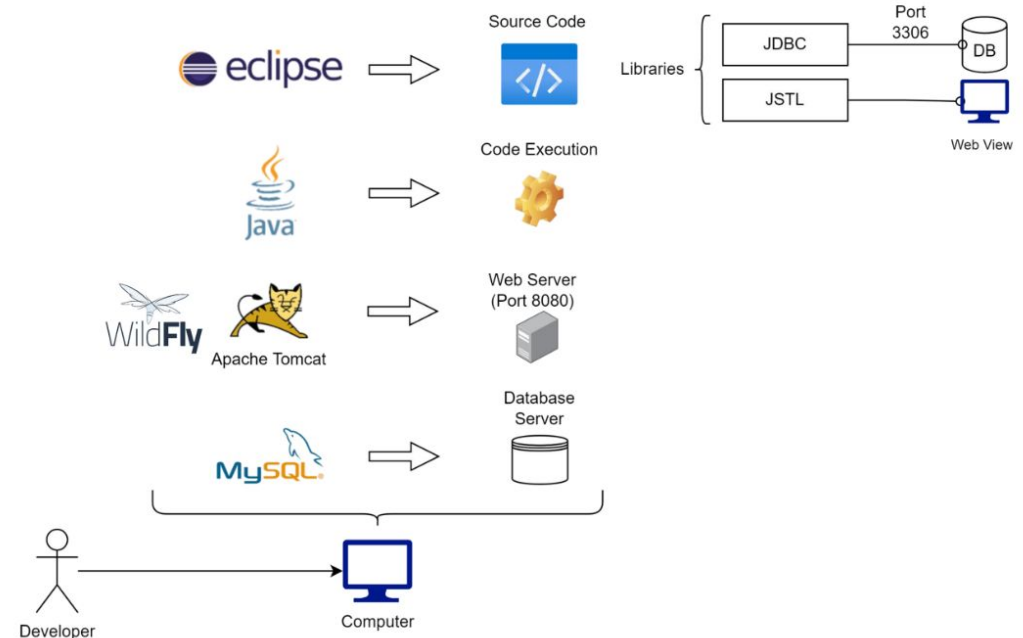 Source Code
eclipse
Libraries
JDBC
Port
3306
DB
JSTL
Web View
Code Execution
Java
Web Server
(Port 8080)
WildFly
Apache Tomcat
Database
Server
MySQL®
Computer
Developer